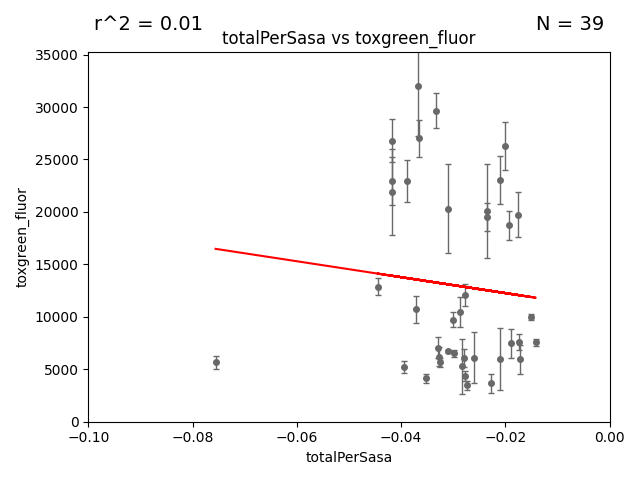 r^2 = 0.01
N = 39
totalPerSasa vs toxgreen_fluor
35000
30000
25000
20000
15000
10000
5000
0
toxgreen_fluor
−0.10
−0.08
−0.06
−0.04
−0.02
0.00
totalPerSasa